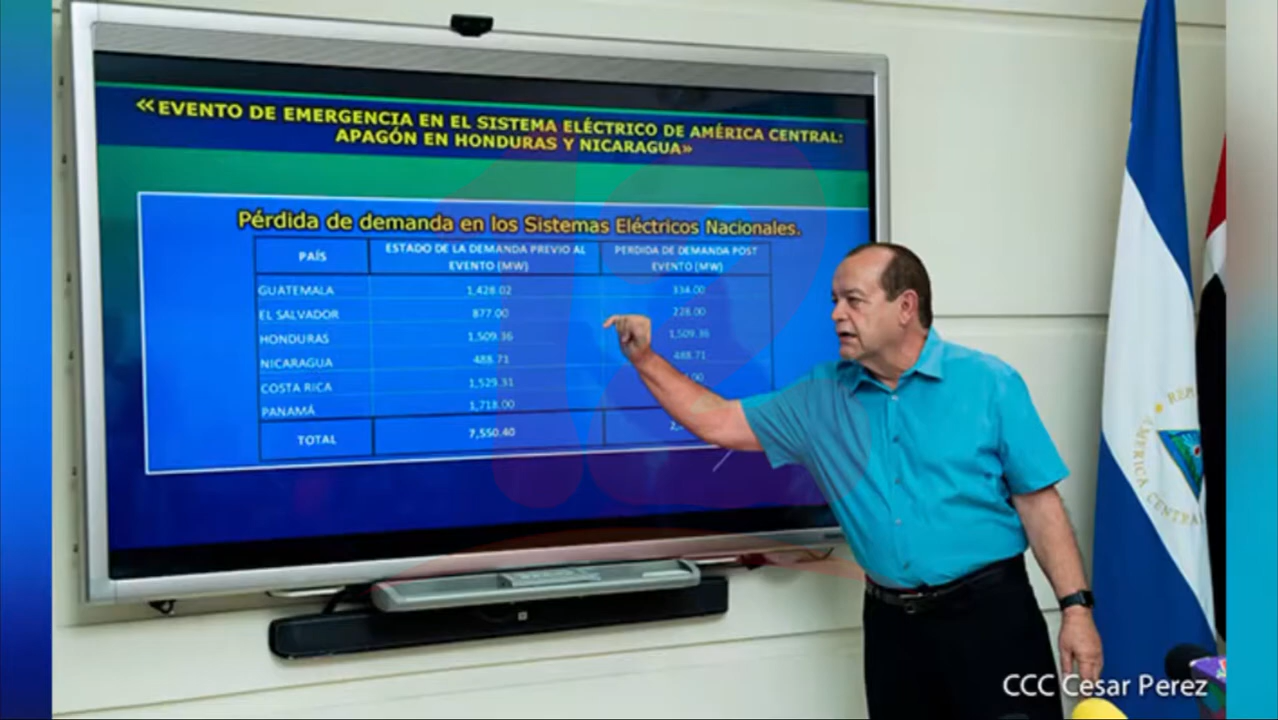 «EVENTO DE EMERGENCIA EN EL SISTEMA ELÉCTRICO DE AMÉRICA CENTRAL:
APAGÓN EN HONDURAS Y NICARAGUA»
Pérdida de demanda en los Sistemas Eléctricos Nacionales.
PAÍS ESTADO DE LA DEMANDA PREVIO AL EVENTO (MW) PERDIDA DE DEMANDA POST EVENTO (MW)
GUATEMALA 1,428.02 334.00
EL SALVADOR 877.00 228.00
HONDURAS 1,509.36 1,509.36
NICARAGUA 488.71 488.71
COSTA RICA 1,529.31
PANAMÁ 1,718.00
TOTAL 7,550.40
AMERICA CENTRAL
CCC Cesar Perez